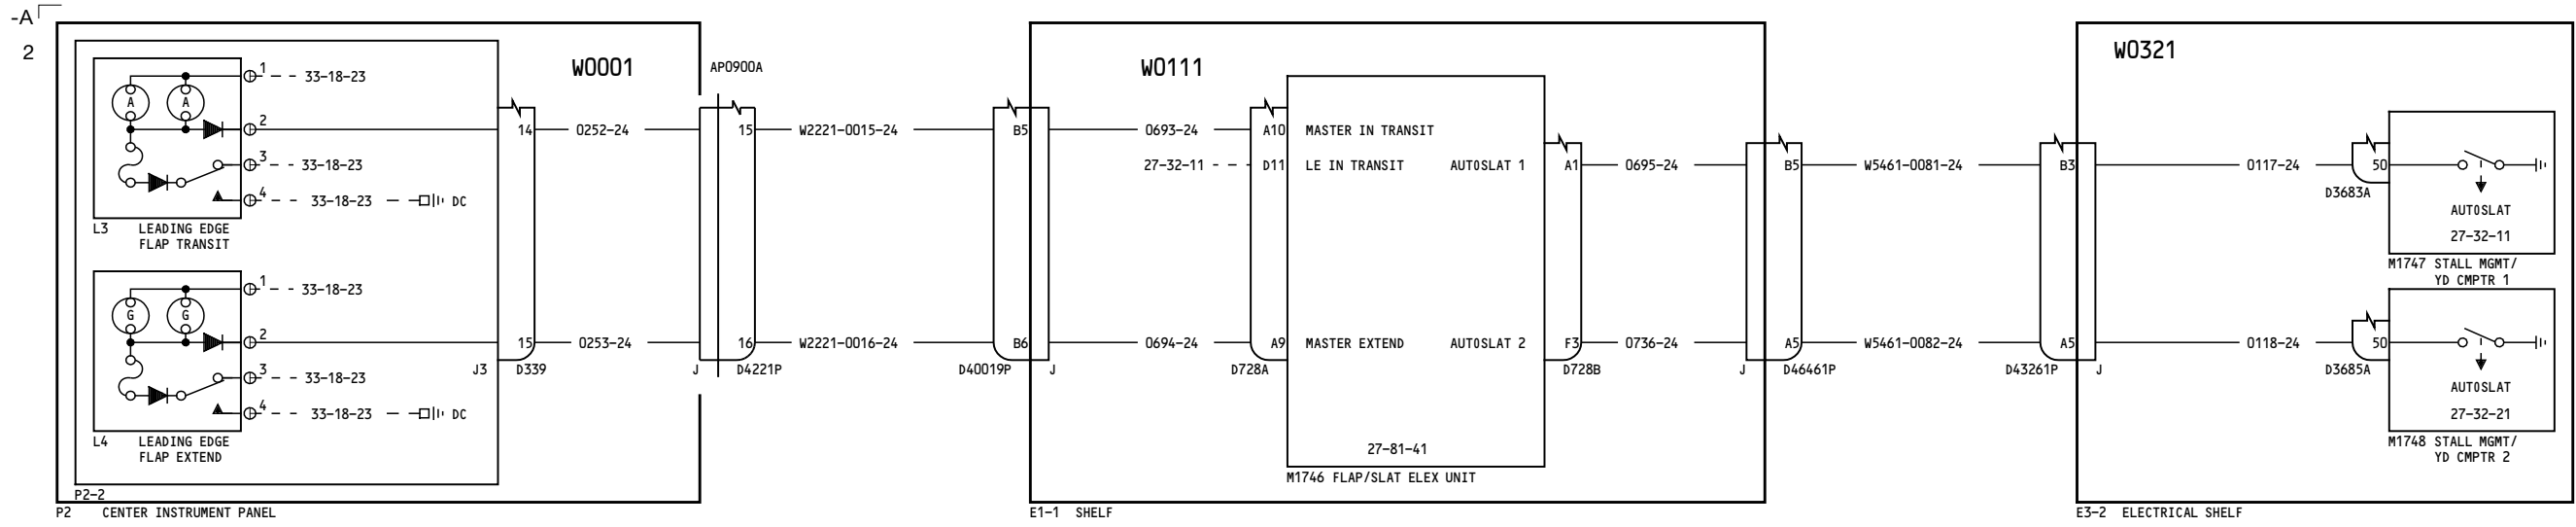 -A
2
W0001
AP0900A
W0111
W0321
A
A
1
33-18-23
2
14
0252-24
15
W2221-0015-24
B5
0693-24
A10
MASTER IN TRANSIT
3
33-18-23
27-32-11
D11
LE IN TRANSIT
AUTOSLAT 1
A1
0695-24
B5
W5461-0081-24
B3
0117-24
50
4
33-18-23
DC
D3683A
AUTOSLAT
27-32-11
L3
LEADING EDGE
FLAP TRANSIT
M1747 STALL MGMT/
YD CMPTR 1
G
G
1
33-18-23
2
15
0253-24
16
W2221-0016-24
B6
0694-24
A9
MASTER EXTEND
AUTOSLAT 2
F3
0736-24
A5
W5461-0082-24
A5
0118-24
50
3
33-18-23
J3
D339
J
D4221P
D40019P
J
D728A
D728B
J
D46461P
D43261P
J
D3685A
AUTOSLAT
27-32-21
4
33-18-23
DC
L4
LEADING EDGE
FLAP EXTEND
27-81-41
M1748 STALL MGMT/
YD CMPTR 2
M1746 FLAP/SLAT ELEX UNIT
P2-2
P2
CENTER INSTRUMENT PANEL
E1-1 SHELF
E3-2 ELECTRICAL SHELF